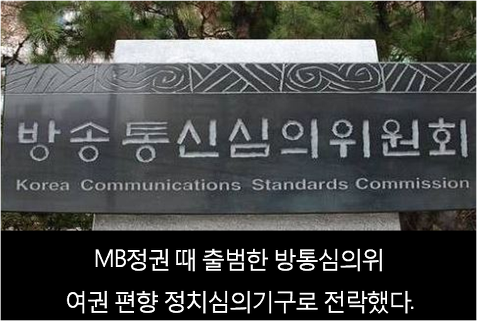 방송통신심의위원회
Korea Communications Standards Commission
MB정권 때 출범한 방통심의위
여권 편향 정치심의기구로 전락했다.